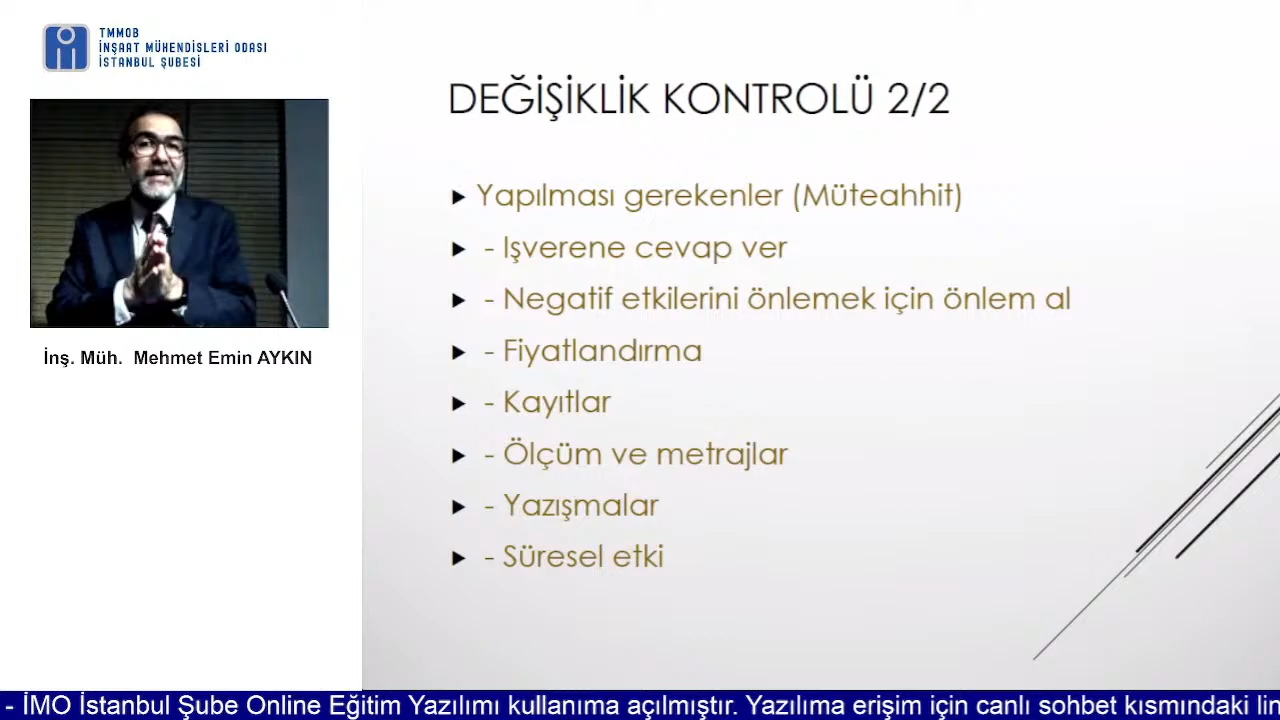 TMMOB
İNŞAAT MÜHENDİSLERİ ODASI
İSTANBUL ŞUBESİ
İnş. Müh. Mehmet Emin AYKIN
DEĞİŞİKLİK KONTROLÜ 2/2
Yapılması gerekenler (Müteahhit)
- Işverene cevap ver
- Negatif etkilerini önlemek için önlem al
- Fiyatlandırma
- Kayıtlar
- Ölçüm ve metrajlar
- Yazışmalar
- Süresel etki
- İMO İstanbul Şube Online Eğitim Yazılımı kullanıma açılmıştır. Yazılıma erişim için canlı sohbet kısmındaki lin